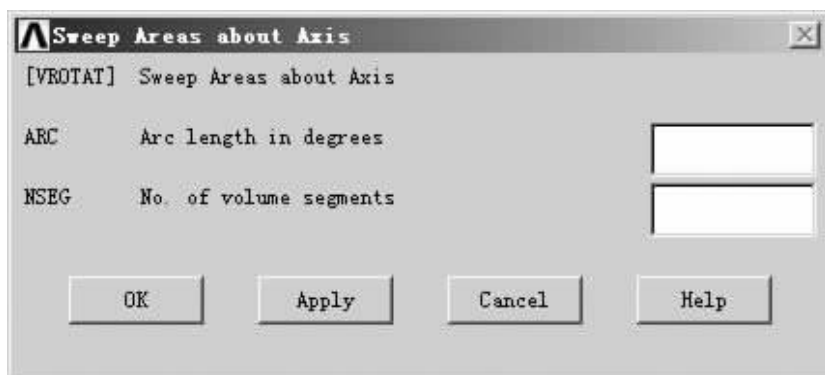 Sweep Areas about Axis
[VROTAT] Sweep Areas about Axis
ARC Arc length in degrees
NSEG No. of volume segments
OK Apply Cancel Help